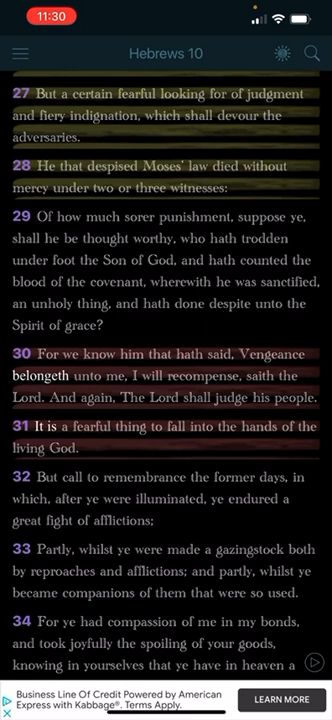 11:30
Hebrews 10
27 But a certain fearful looking for of judgment
and fiery indignation, which shall devour the
adversaries.
28 He that despised Moses' law died without
mercy under two or three witnesses:
29 Of how much sorer punishment, suppose ye,
shall he be thought worthy, who hath trodden
under foot the Son of God, and hath counted the
blood of the covenant, wherewith he was sanctified,
an unholy thing, and hath done despite unto the
Spirit of grace?
30 For we know him that hath said, Vengeance
belongeth unto me, I will recompense, saith the
Lord. And again, The Lord shall judge his people.
31 It is a fearful thing to fall into the hands of the
living God.
32 But call to remembrance the former days, in
which, after ye were illuminated, ye endured a
great fight of afflictions;
33 Partly, whilst ye were made a gazingstock both
by reproaches and afflictions; and partly, whilst ye
became companions of them that were so used.
34 For ye had compassion of me in my bonds,
and took joyfully the spoiling of your goods,
knowing in yourselves that ye have in heaven a
Business Line Of Credit Powered by American
Express with Kabbage®. Terms Apply.
LEARN MORE